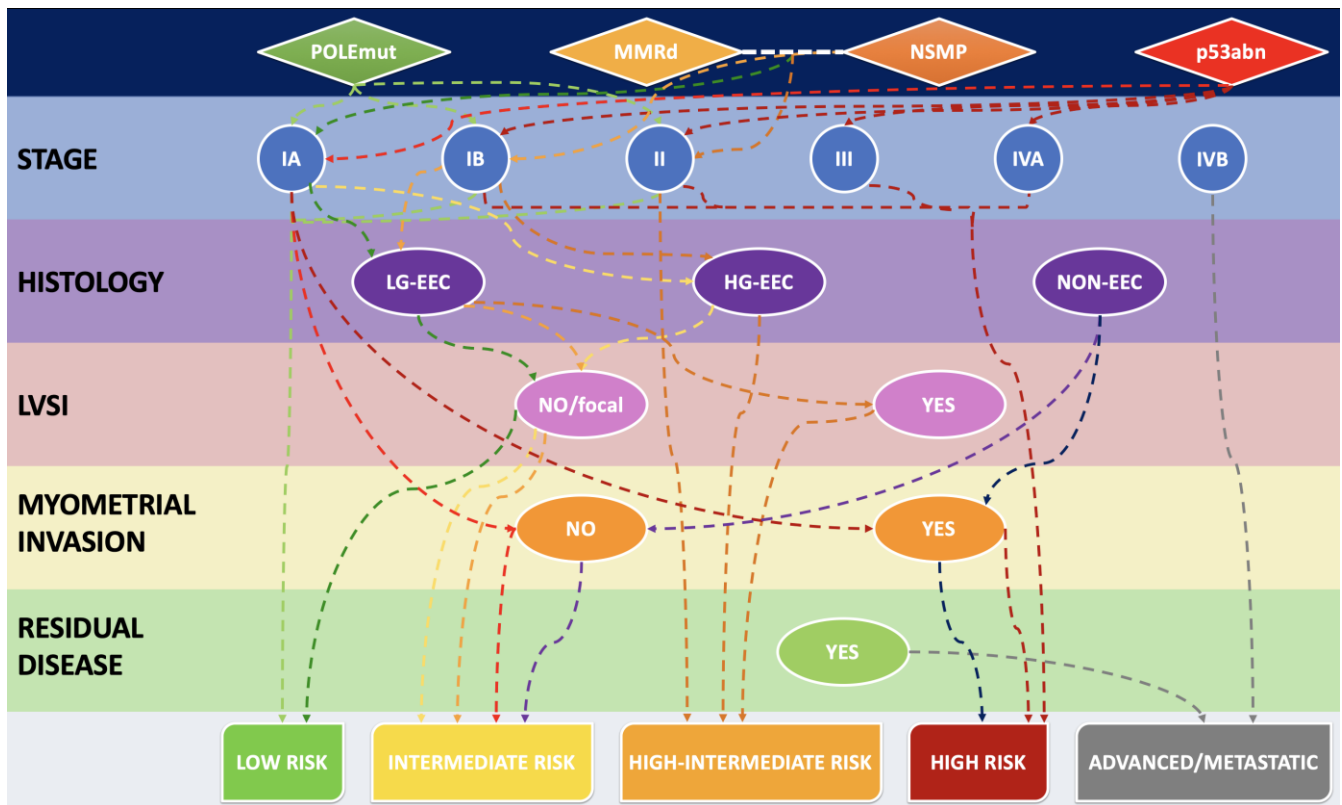 POLEmut
MMRd
NSMP
p53abn
STAGE
IA
IB
II
III
IVA
IVB
HISTOLOGY
LG-EEC
HG-EEC
NON-EEC
LVSI
NO/focal
YES
MYOMETRIAL
INVASION
NO
YES
RESIDUAL
DISEASE
YES
LOW RISK
INTERMEDIATE RISK
HIGH-INTERMEDIATE RISK
HIGH RISK
ADVANCED/METASTATIC